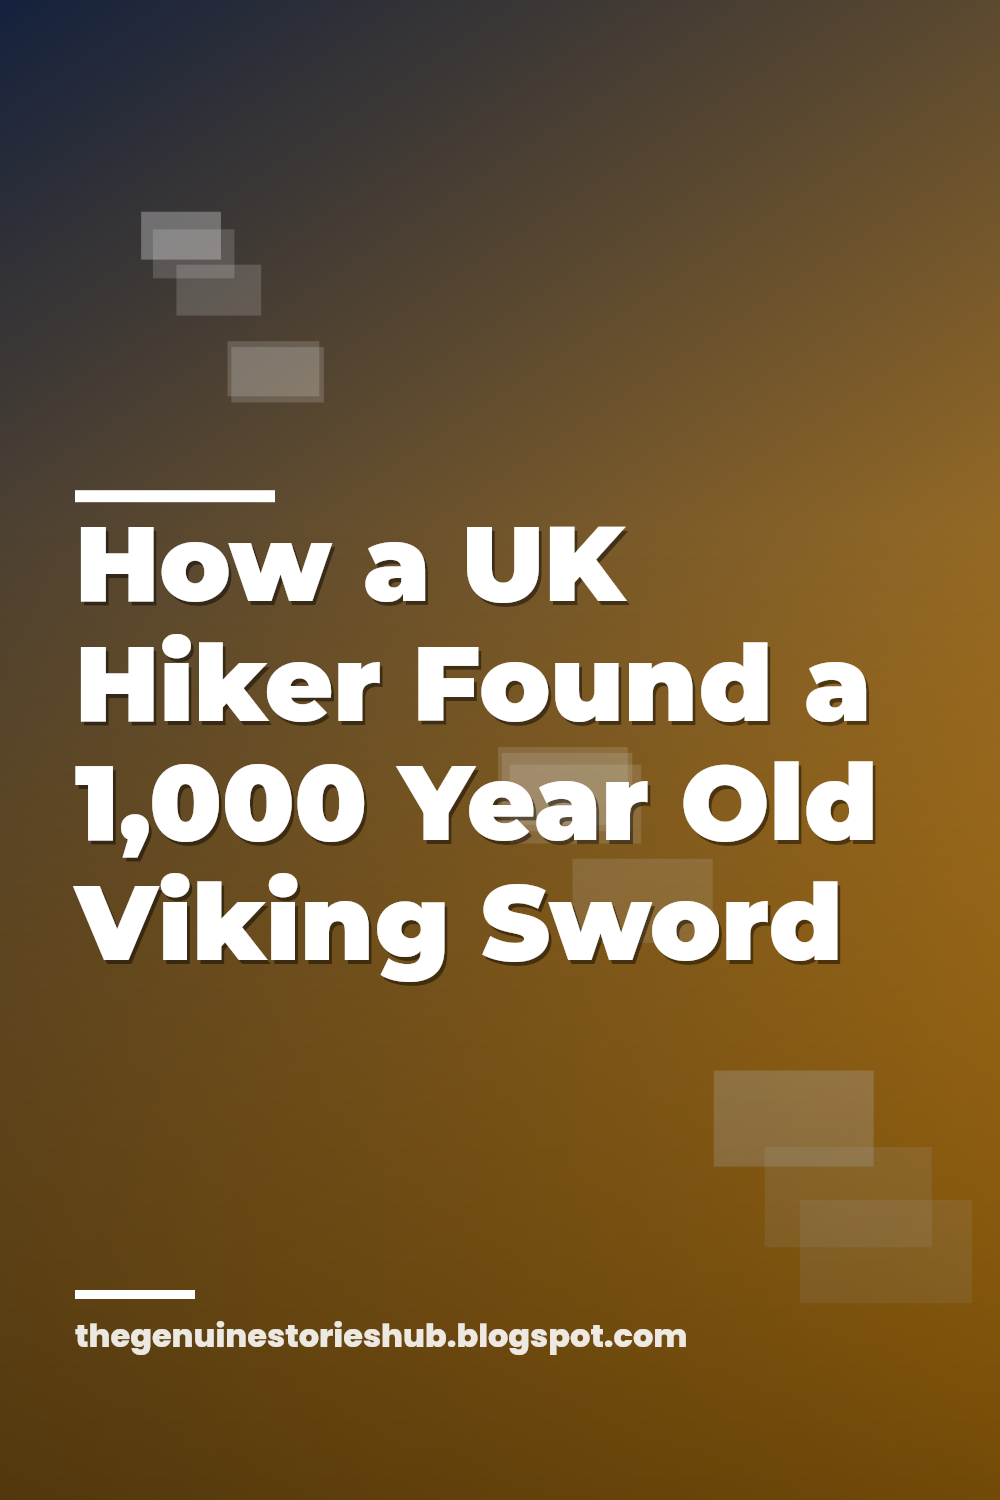 How a UK
Hiker Found a
1,000 Year Old
Viking Sword
thegenuinestorieshub.blogspot.com